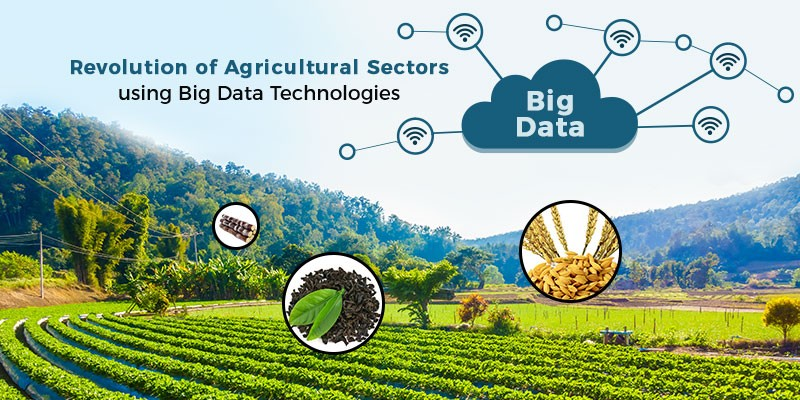 Revolution of Agricultural Sectors
using Big Data Technologies
Big
Data